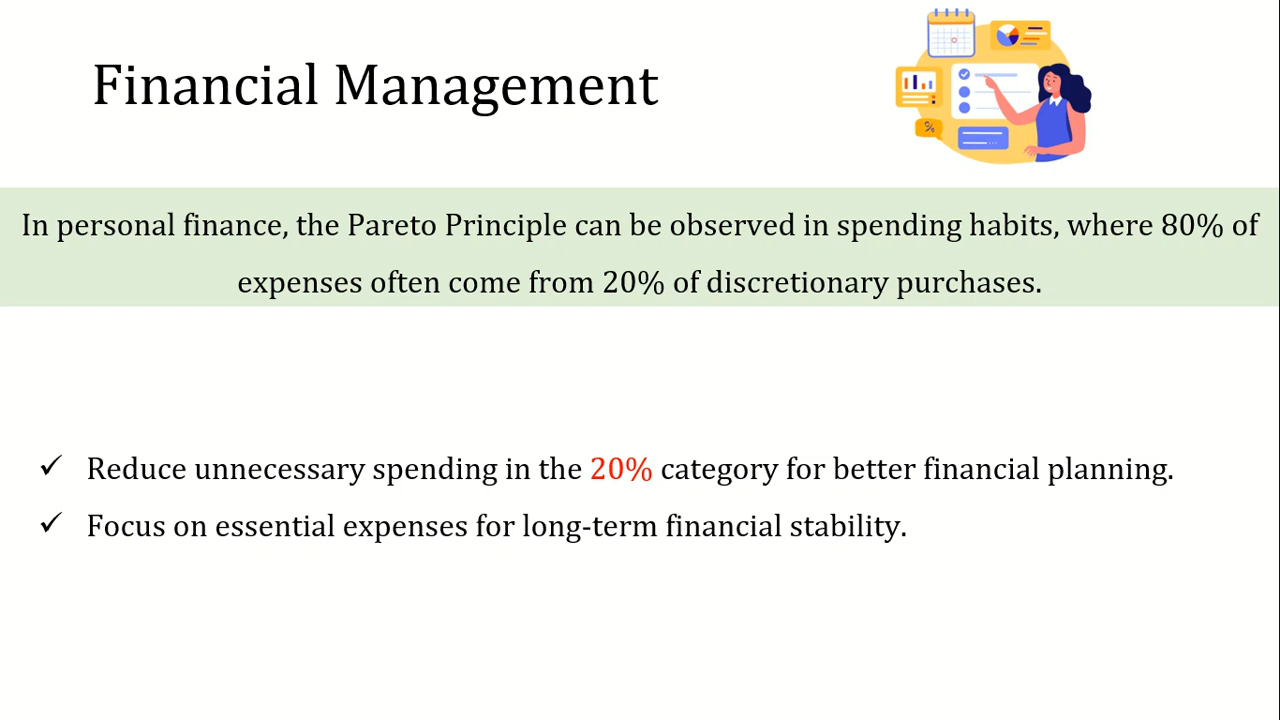 Financial Management
%
In personal finance, the Pareto Principle can be observed in spending habits, where 80% of
expenses often come from 20% of discretionary purchases.
✓ Reduce unnecessary spending in the 20% category for better financial planning.
✓ Focus on essential expenses for long-term financial stability.